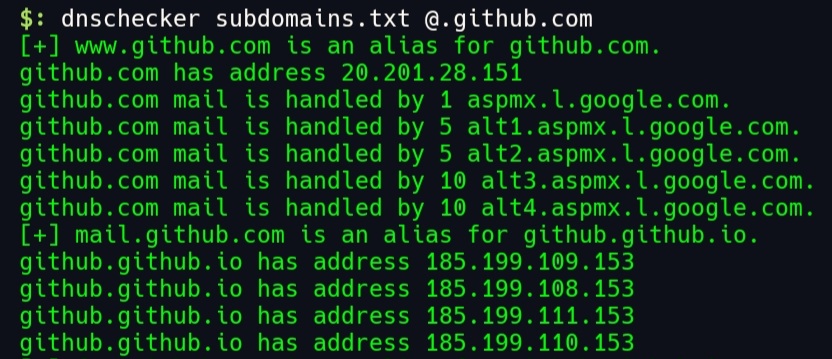 $: dnschecker subdomains.txt @.github.com
[+] www.github.com is an alias for github.com.
github.com has address 20.201.28.151
github.com mail is handled by 1 aspmx.l.google.com.
github.com mail is handled by 5 alt1.aspmx.l.google.com.
github.com mail is handled by 5 alt2.aspmx.l.google.com.
github.com mail is handled by 10 alt3.aspmx.l.google.com.
github.com mail is handled by 10 alt4.aspmx.l.google.com.
[+] mail.github.com is an alias for github.github.io.
github.github.io has address 185.199.109.153
github.github.io has address 185.199.108.153
github.github.io has address 185.199.111.153
github.github.io has address 185.199.110.153